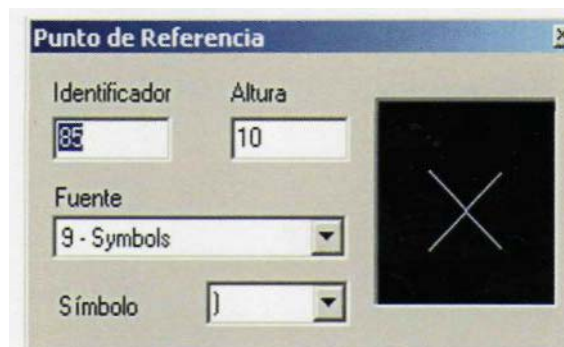 Punto de Referencia
Identificador Altura
85 10
Fuente
9 - Symbols
Símbolo )